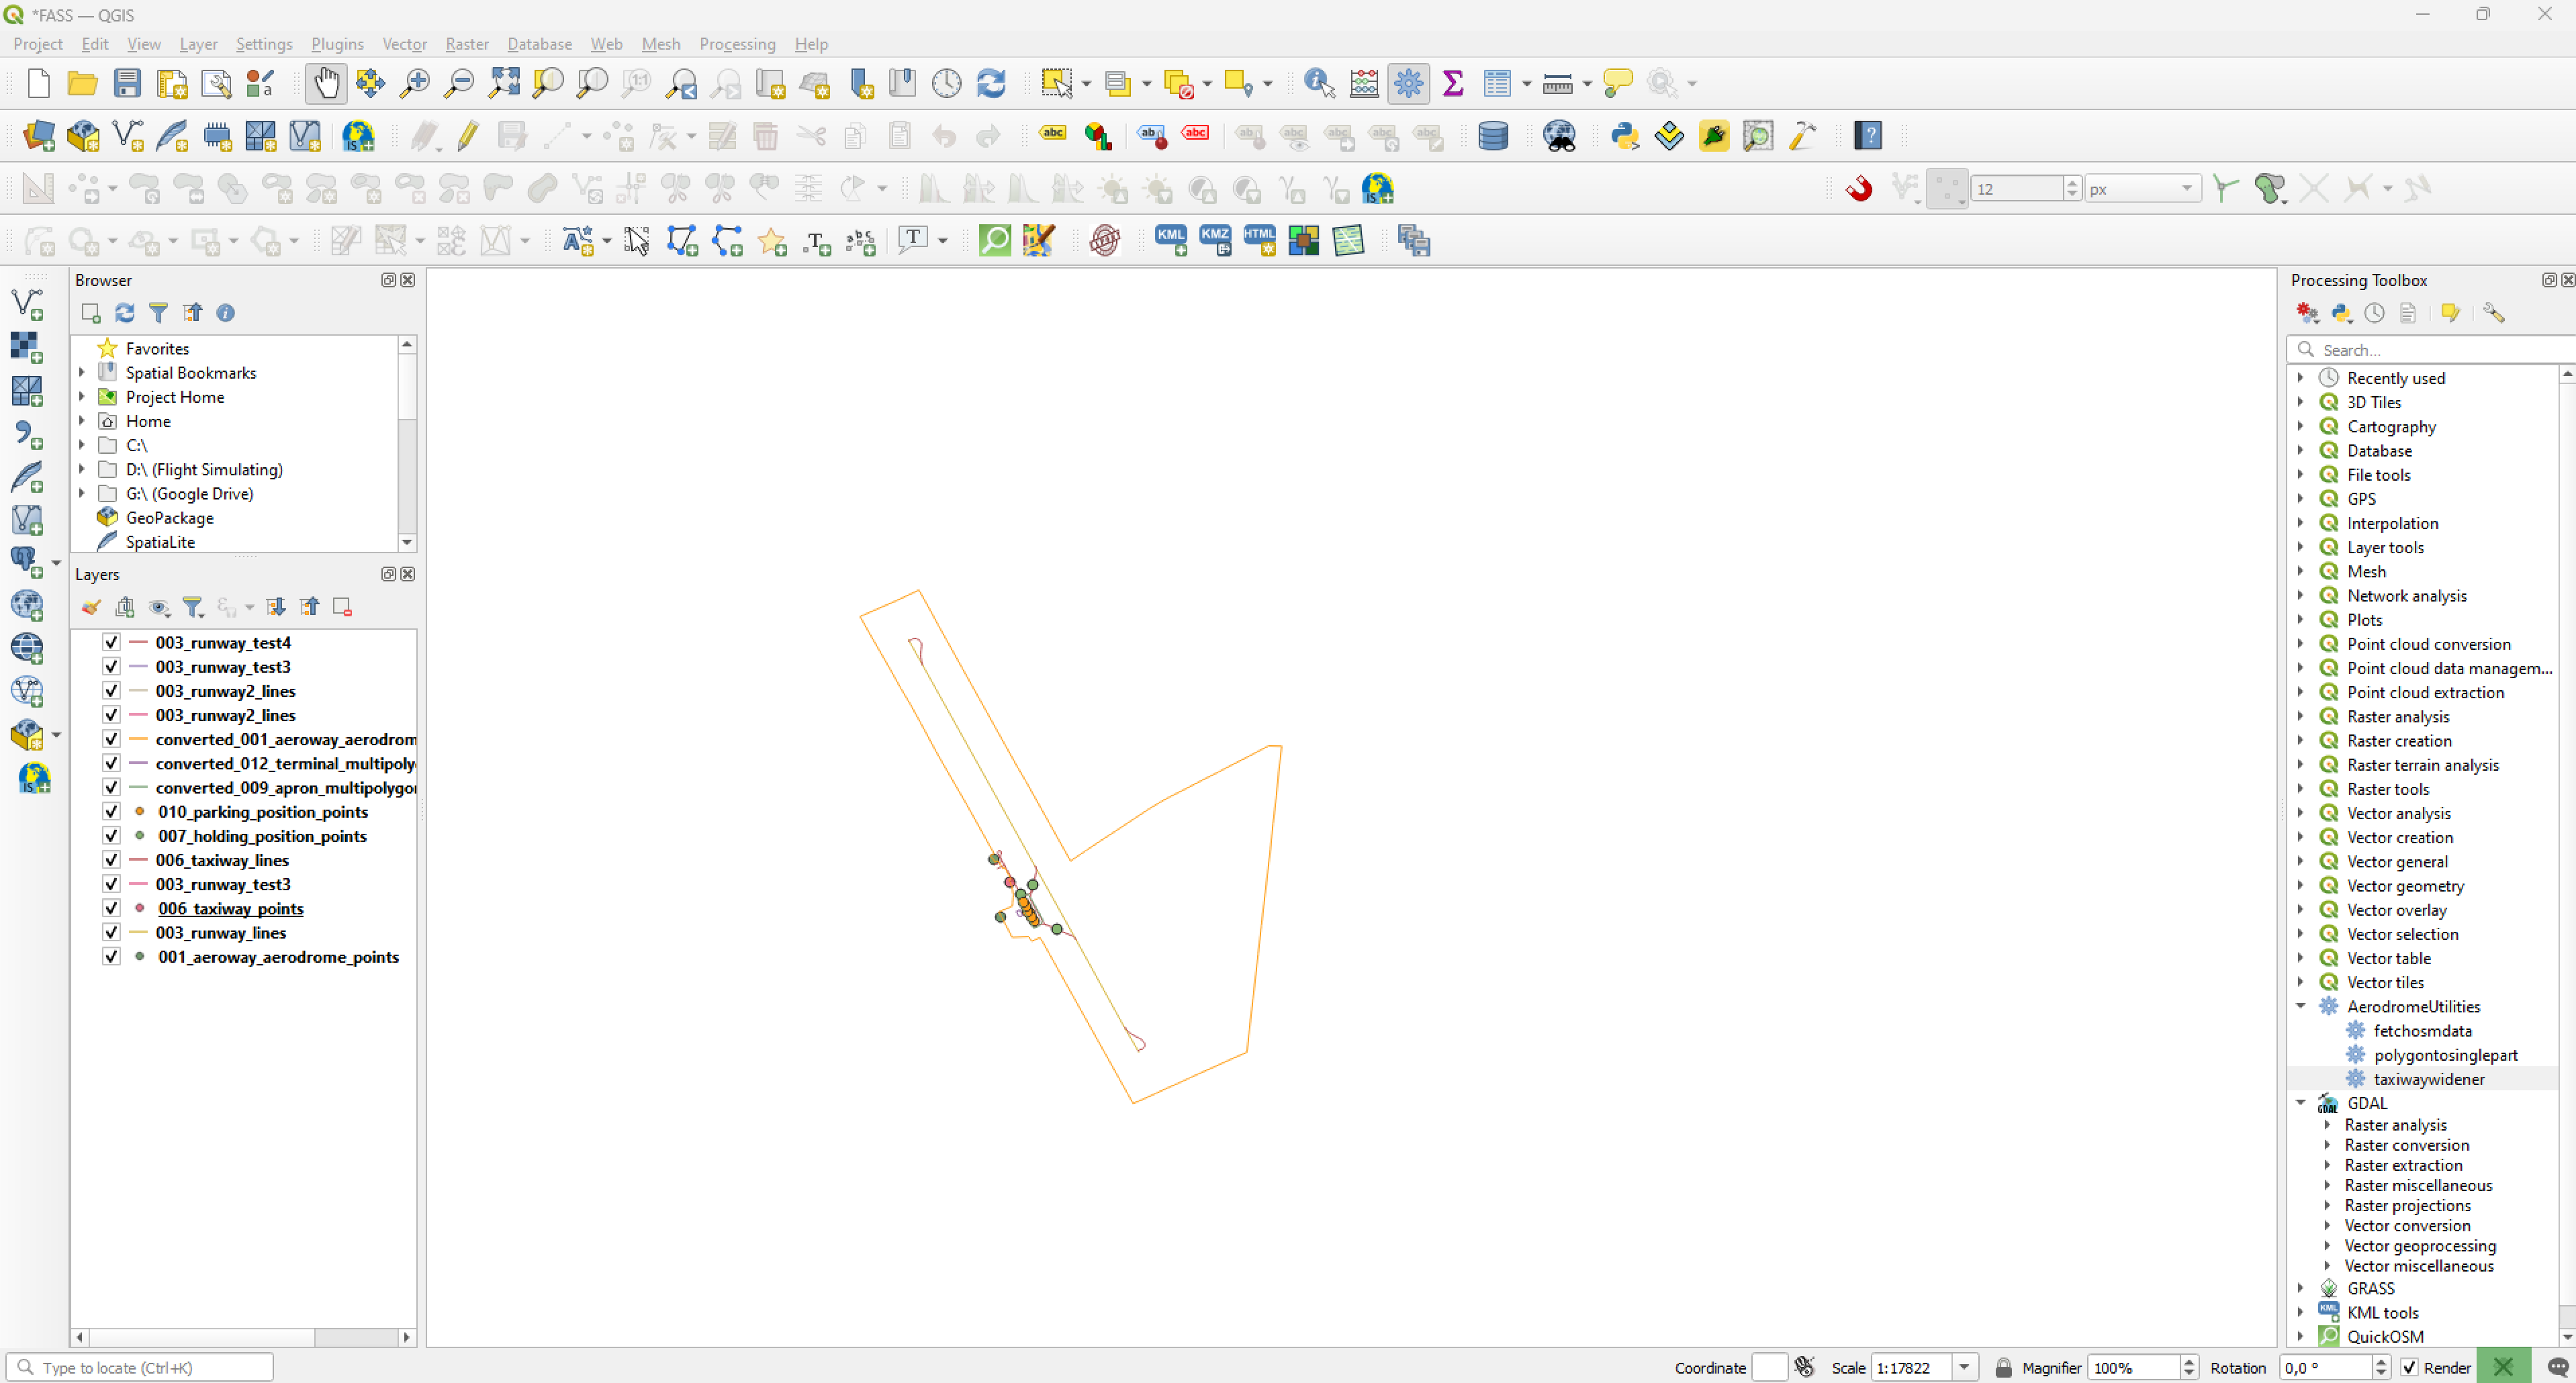 *FASS — QGIS
Project Edit View Layer Settings Plugins Vector Raster Database Web Mesh Processing Help
12 px
Browser
Favorites
Spatial Bookmarks
Project Home
Home
C:\
D:\ (Flight Simulating)
G:\ (Google Drive)
GeoPackage
SpatiaLite
Layers
003_runway_test4
003_runway_test3
003_runway2_lines
003_runway2_lines
converted_001_aeroway_aerodrom
converted_012_terminal_multipoly
converted_009_apron_multipolygo
010_parking_position_points
007_holding_position_points
006_taxiway_lines
003_runway_test3
006_taxiway_points
003_runway_lines
001_aeroway_aerodrome_points
Processing Toolbox
Search...
Recently used
3D Tiles
Cartography
Database
File tools
GPS
Interpolation
Layer tools
Mesh
Network analysis
Plots
Point cloud conversion
Point cloud data managem...
Point cloud extraction
Raster analysis
Raster creation
Raster terrain analysis
Raster tools
Vector analysis
Vector creation
Vector general
Vector geometry
Vector overlay
Vector selection
Vector table
Vector tiles
AerodromeUtilities
fetchosmdata
polygontosinglepart
taxiwaywidener
GDAL
Raster analysis
Raster conversion
Raster extraction
Raster miscellaneous
Raster projections
Vector conversion
Vector geoprocessing
Vector miscellaneous
GRASS
KML tools
QuickOSM
Type to locate (Ctrl+K)
Coordinate Scale 1:17822 Magnifier 100% Rotation 0,0 ° Render